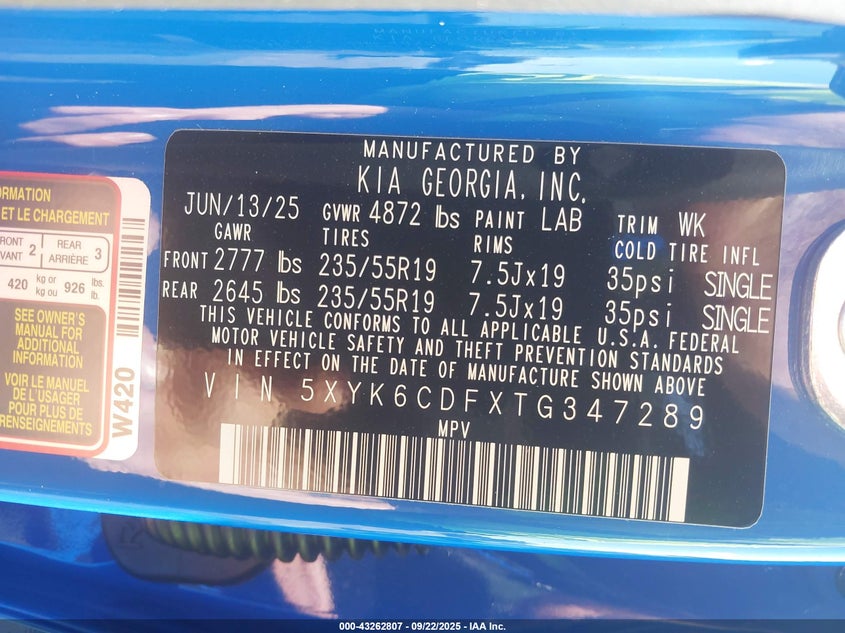 MANUFACTURED BY
KIA GEORGIA, INC.
JUN/13/25 GVWR 4872 lbs PAINT LAB TRIM WK
GAWR TIRES RIMS COLD TIRE INFL
FRONT 2777 lbs 235/55R19 7.5Jx19 35psi SINGLE
REAR 2645 lbs 235/55R19 7.5Jx19 35psi SINGLE
THIS VEHICLE CONFORMS TO ALL APPLICABLE U.S.A. FEDERAL
MOTOR VEHICLE SAFETY AND THEFT PREVENTION STANDARDS
IN EFFECT ON THE DATE OF MANUFACTURE SHOWN ABOVE
VIN 5XYK6CDFXTG347289
MPV
ET LE CHARGEMENT
FRONT 2 REAR 3
ARRIÈRE
420 kg or 926 lbs.
kg ou lb.
SEE OWNER'S
MANUAL FOR
ADDITIONAL
INFORMATION
VOIR LE MANUEL
DE L'USAGER
POUR PLUS DE
RENSEIGNEMENTS
W420
000-43262807 - 09/22/2025 - IAA Inc.